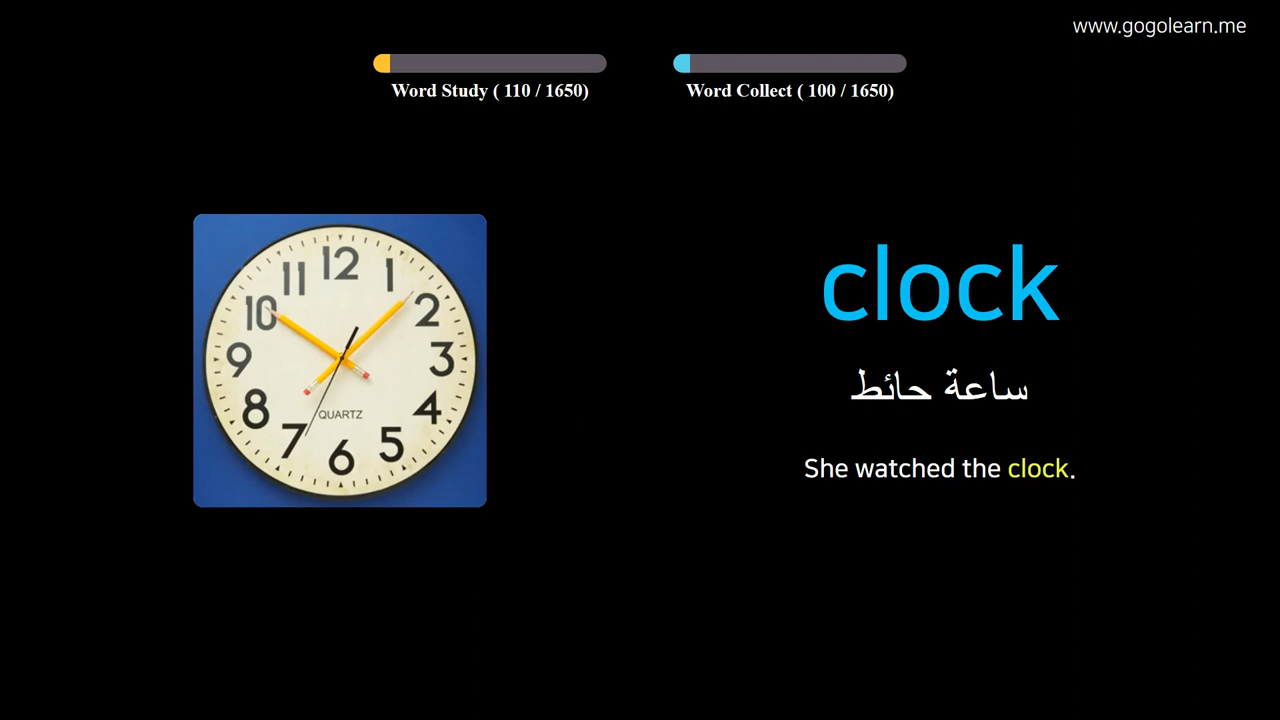 www.gogolearn.me
Word Study ( 110 / 1650)
Word Collect ( 100 / 1650)
12
11
1
10
2
9
3
8
4
7
5
6
QUARTZ
clock
ساعة حائط
She watched the clock.